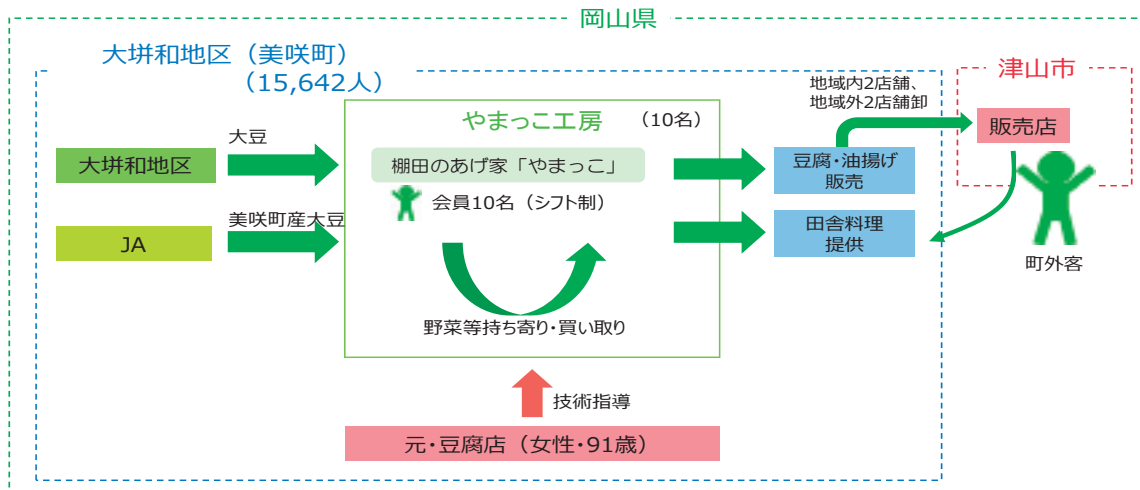 岡山県
大垪和地区（美咲町）
（15,642人）
津山市
地域内2店舗、
地域外2店舗卸
やまっこ工房 （10名）
販売店
大豆
大垪和地区
棚田のあげ家「やまっこ」
豆腐・油揚げ
販売
会員10名（シフト制）
美咲町産大豆
JA
田舎料理
提供
町外客
野菜等持ち寄り・買い取り
技術指導
元・豆腐店（女性・91歳）